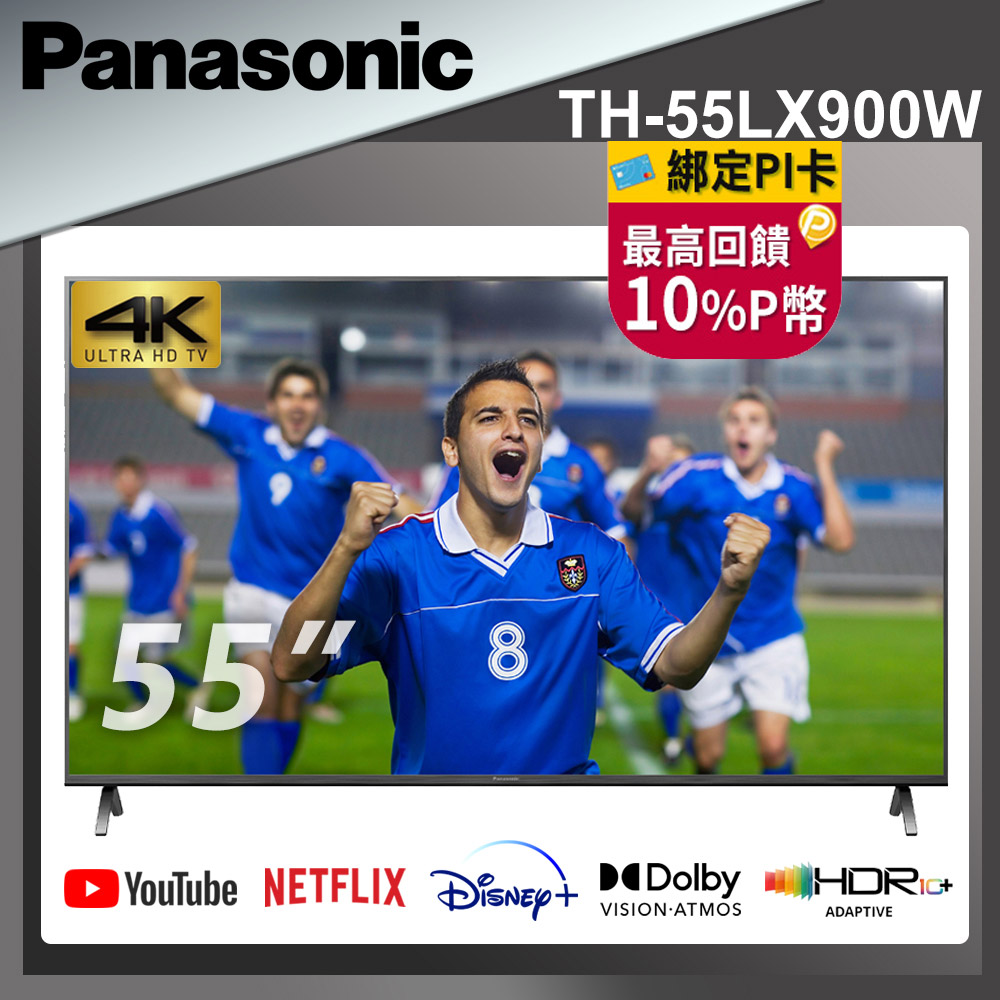 Panasonic
TH-55LX900W
綁定PI卡
最高回饋
P
10%P幣
4K
ULTRA HD TV
9
8
55"
Panasonic
YouTube
NETFLIX
Disney+
Dolby
VISION·ATMOS
HDR10+
ADAPTIVE